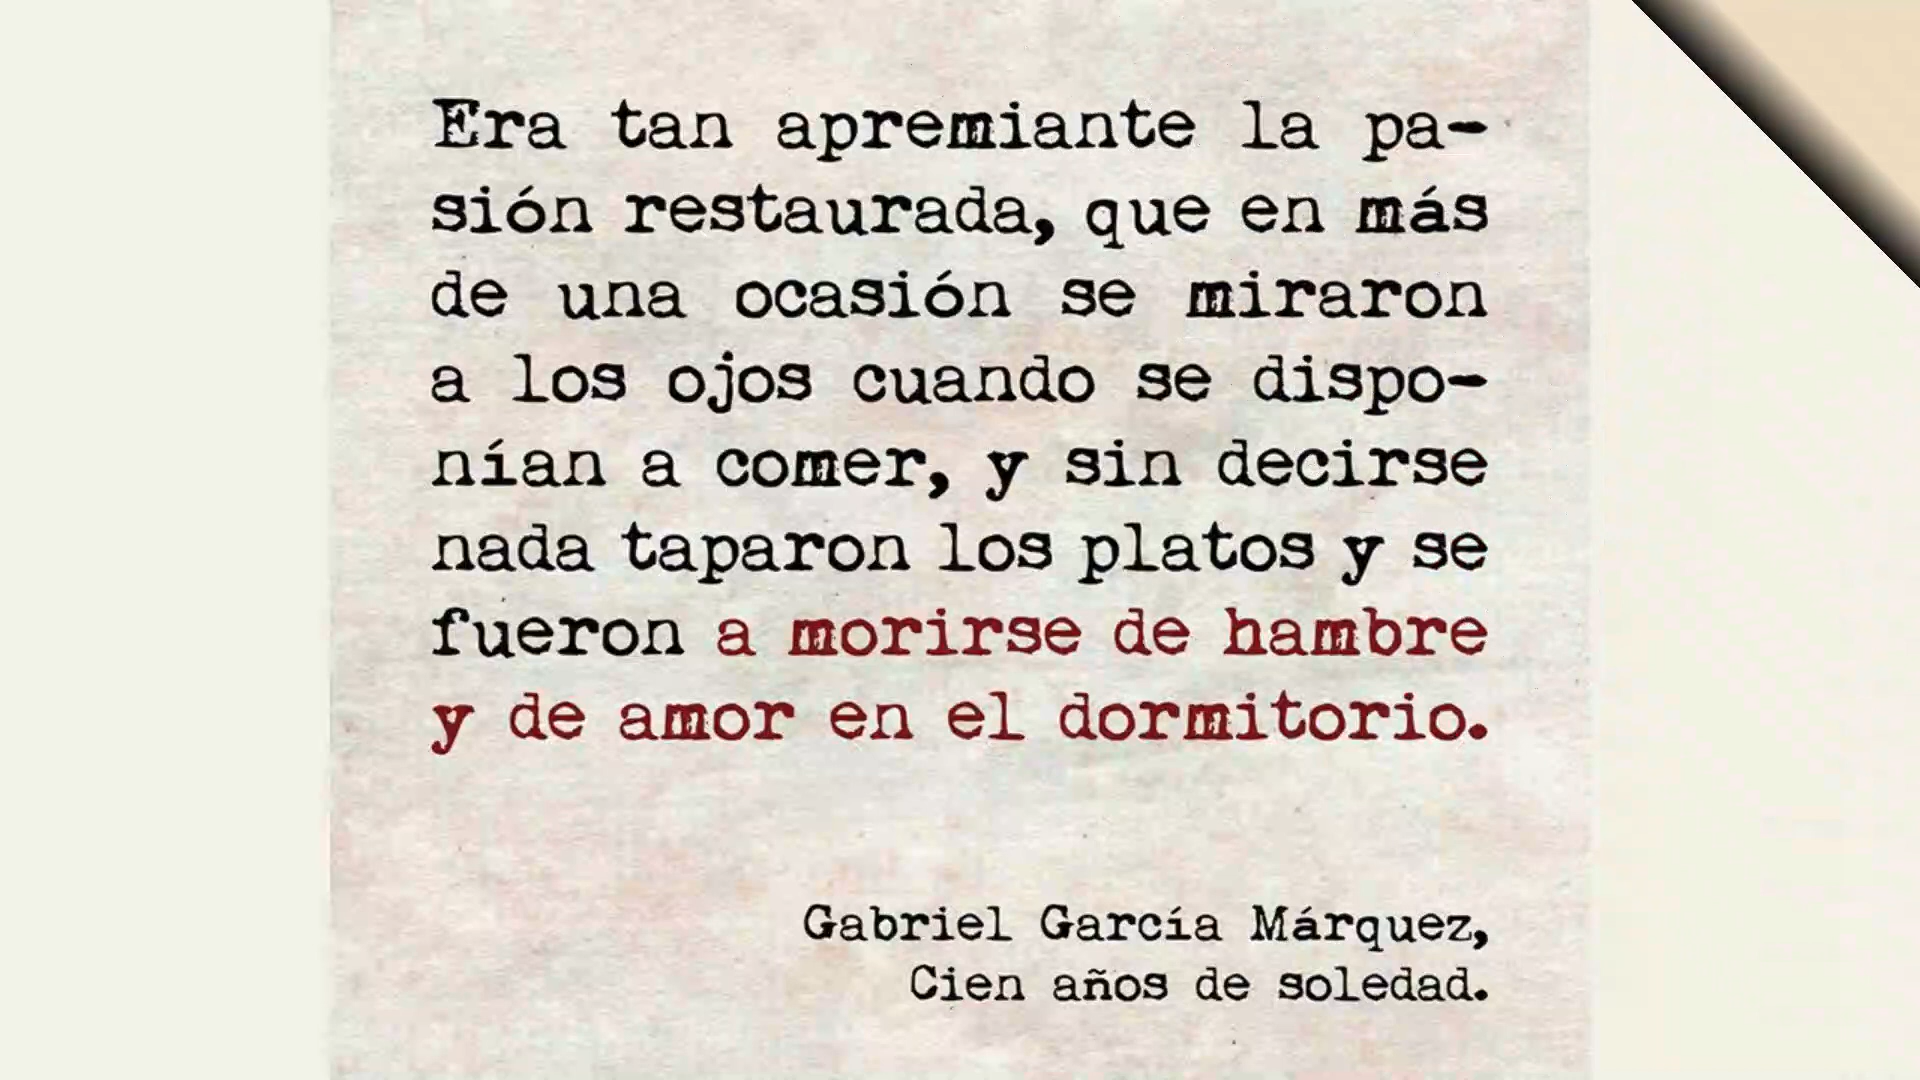 Era tan apremiante la pa-
sión restaurada, que en más
de una ocasión se miraron
a los ojos cuando se dispo-
nían a comer, y sin decirse
nada taparon los platos y se
fueron a morirse de hambre
y de amor en el dormitorio.
Gabriel García Márquez,
Cien años de soledad.